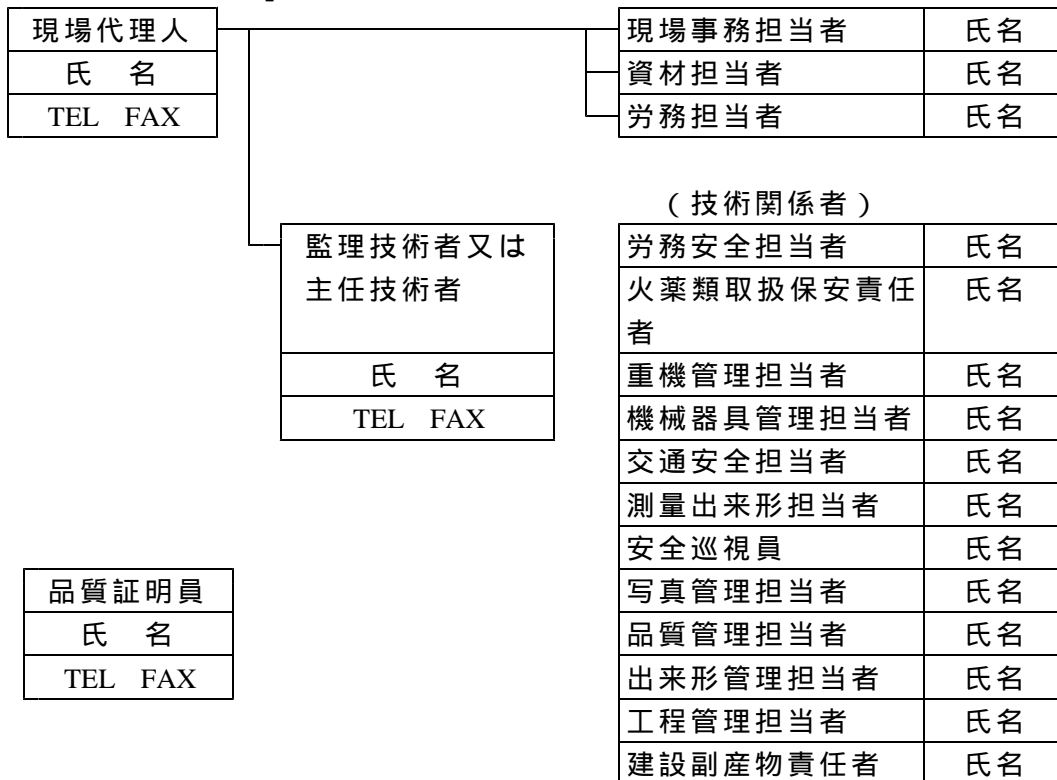 現場代理人
氏 名
TEL FAX
現場事務担当者 氏名
資材担当者 氏名
労務担当者 氏名
監理技術者又は
主任技術者
氏 名
TEL FAX
(技術関係者)
労務安全担当者 氏名
火薬類取扱保安責任 氏名
者
重機管理担当者 氏名
機械器具管理担当者 氏名
交通安全担当者 氏名
測量出来形担当者 氏名
安全巡視員 氏名
写真管理担当者 氏名
品質管理担当者 氏名
出来形管理担当者 氏名
工程管理担当者 氏名
建設副産物責任者 氏名
品質証明員
氏 名
TEL FAX